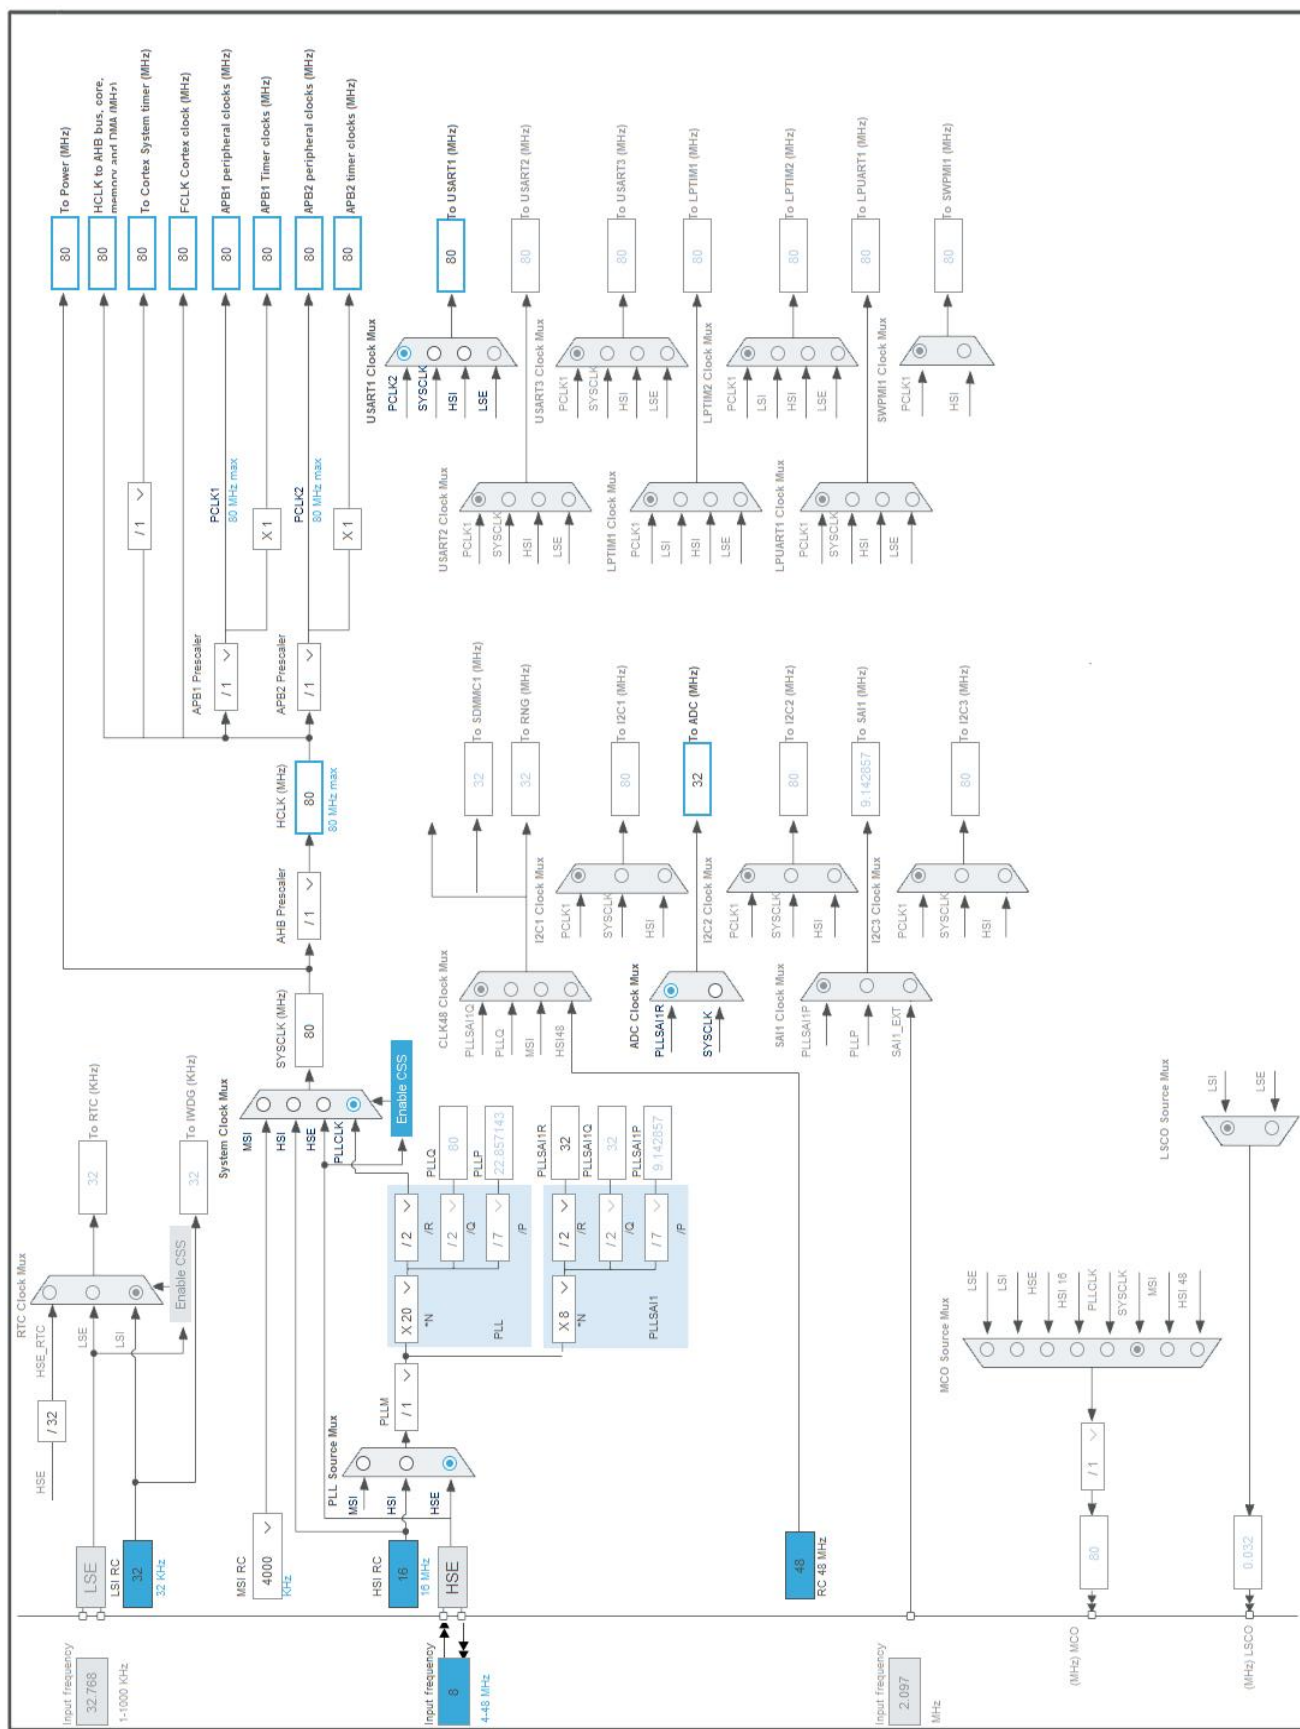 Input frequency
32.768
1-1000 KHz
LSE
LSI RC
32
32 KHz
HSE
/ 32
HSE_RTC
LSE
LSI
RTC Clock Mux
Enable CSS
32
To RTC (KHz)
32
To IWDG (KHz)
MSI RC
4000
KHz
HSI RC
16
16 MHz
Input frequency
8
4-48 MHz
HSE
PLL Source Mux
MSI
HSI
HSE
PLLM
/ 1
X 20
*N
PLL
/ 2
/R
/ 2
/Q
/ 7
/P
PLLQ
80
PLLP
22.857143
X 8
*N
PLLSAI1
/ 2
/R
/ 2
/Q
/ 7
/P
PLLSAI1R
32
PLLSAI1Q
32
PLLSAI1P
9.142857
System Clock Mux
MSI
HSI
HSE
PLLCLK
Enable CSS
SYSCLK (MHz)
80
AHB Prescaler
/ 1
HCLK (MHz)
80
80 MHz max
APB1 Prescaler
/ 1
APB2 Prescaler
/ 1
/ 1
PCLK1
80 MHz max
X 1
PCLK2
80 MHz max
X 1
80
To Power (MHz)
80
HCLK to AHB bus, core,
memory and DMA (MHz)
80
To Cortex System timer (MHz)
80
FCLK Cortex clock (MHz)
80
APB1 peripheral clocks (MHz)
80
APB1 Timer clocks (MHz)
80
APB2 peripheral clocks (MHz)
80
APB2 timer clocks (MHz)
USART1 Clock Mux
PCLK2
SYSCLK
HSI
LSE
80
To USART1 (MHz)
USART2 Clock Mux
PCLK1
SYSCLK
HSI
LSE
80
To USART2 (MHz)
USART3 Clock Mux
PCLK1
SYSCLK
HSI
LSE
80
To USART3 (MHz)
LPTIM1 Clock Mux
PCLK1
LSI
HSI
LSE
80
To LPTIM1 (MHz)
LPTIM2 Clock Mux
PCLK1
LSI
HSI
LSE
80
To LPTIM2 (MHz)
LPUART1 Clock Mux
PCLK1
SYSCLK
HSI
LSE
80
To LPUART1 (MHz)
SWPMI1 Clock Mux
PCLK1
HSI
80
To SWPMI1 (MHz)
CLK48 Clock Mux
PLLSAI1Q
PLLQ
MSI
HSI48
32
To SDMMC1 (MHz)
32
To RNG (MHz)
I2C1 Clock Mux
PCLK1
SYSCLK
HSI
80
To I2C1 (MHz)
ADC Clock Mux
PLLSAI1R
SYSCLK
32
To ADC (MHz)
I2C2 Clock Mux
PCLK1
SYSCLK
HSI
80
To I2C2 (MHz)
SAI1 Clock Mux
PLLSAI1P
PLLP
SAI1_EXT
9.142857
To SAI1 (MHz)
I2C3 Clock Mux
PCLK1
SYSCLK
HSI
80
To I2C3 (MHz)
48
RC 48 MHz
Input frequency
2.097
MHz
MCO Source Mux
LSE
LSI
HSE
HSI 16
PLLCLK
SYSCLK
MSI
HSI 48
/ 1
80
(MHz) MCO
LSCO Source Mux
LSI
LSE
0.032
(MHz) LSCO